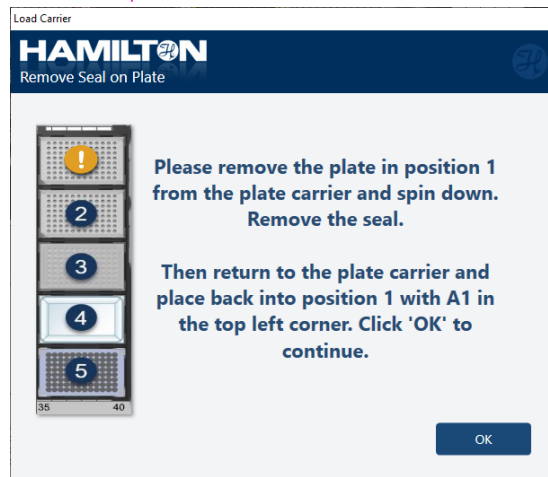 Load Carrier
HAMILTON
Remove Seal on Plate
!
Please remove the plate in position 1
from the plate carrier and spin down.
Remove the seal.
2
3
Then return to the plate carrier and
place back into position 1 with A1 in
the top left corner. Click 'OK' to
continue.
4
5
35 40
OK